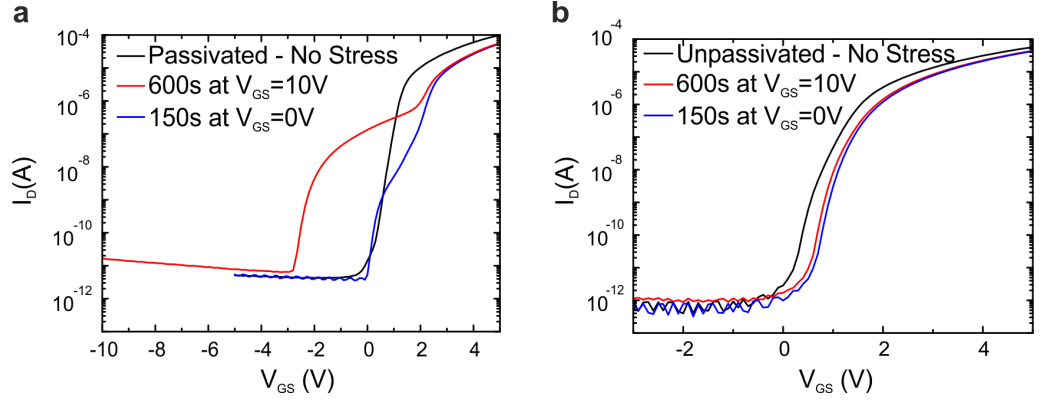 a
10^-4
10^-6
10^-8
10^-10
10^-12
I_D(A)
Passivated - No Stress
600s at V_GS=10V
150s at V_GS=0V
-10 -8 -6 -4 -2 0 2 4
V_GS (V)
b
10^-4
10^-6
10^-8
10^-10
10^-12
I_D(A)
Unpassivated - No Stress
600s at V_GS=10V
150s at V_GS=0V
-2 0 2 4
V_GS (V)